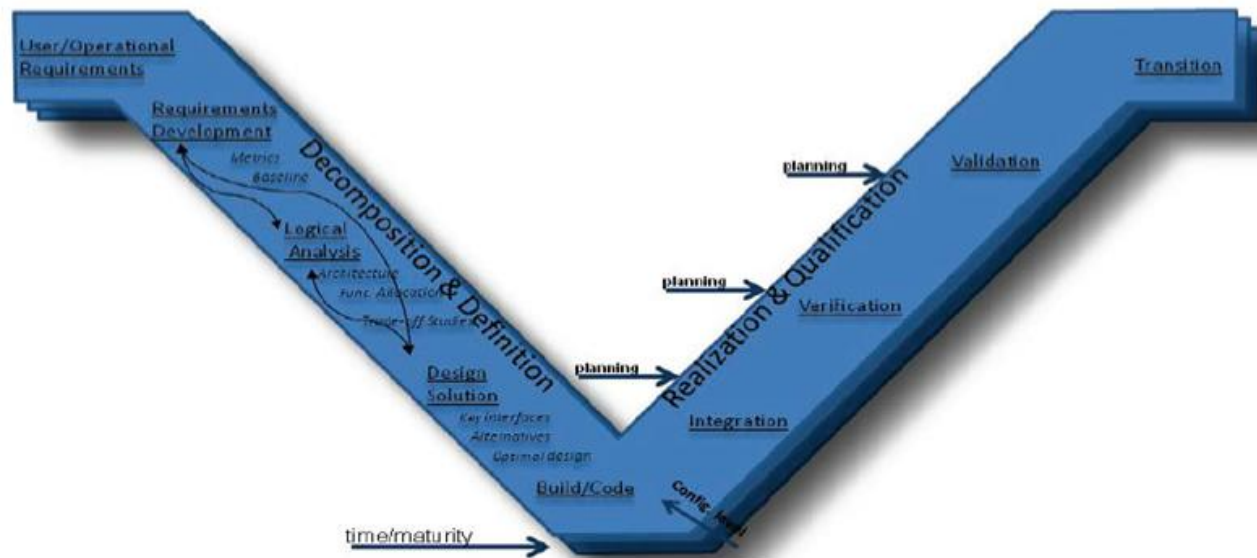 User/Operational
Requirements
Requirements
Development
Metrics
Baseline
Logical
Analysis
Architecture
Func. Allocation
Trade-off Studies
Design
Solution
Key Interfaces
Alternatives
Optimal design
Build/Code
Decomposition & Definition
time/maturity
planning
planning
planning
Realization & Qualification
Transition
Validation
Verification
Integration
Config. level